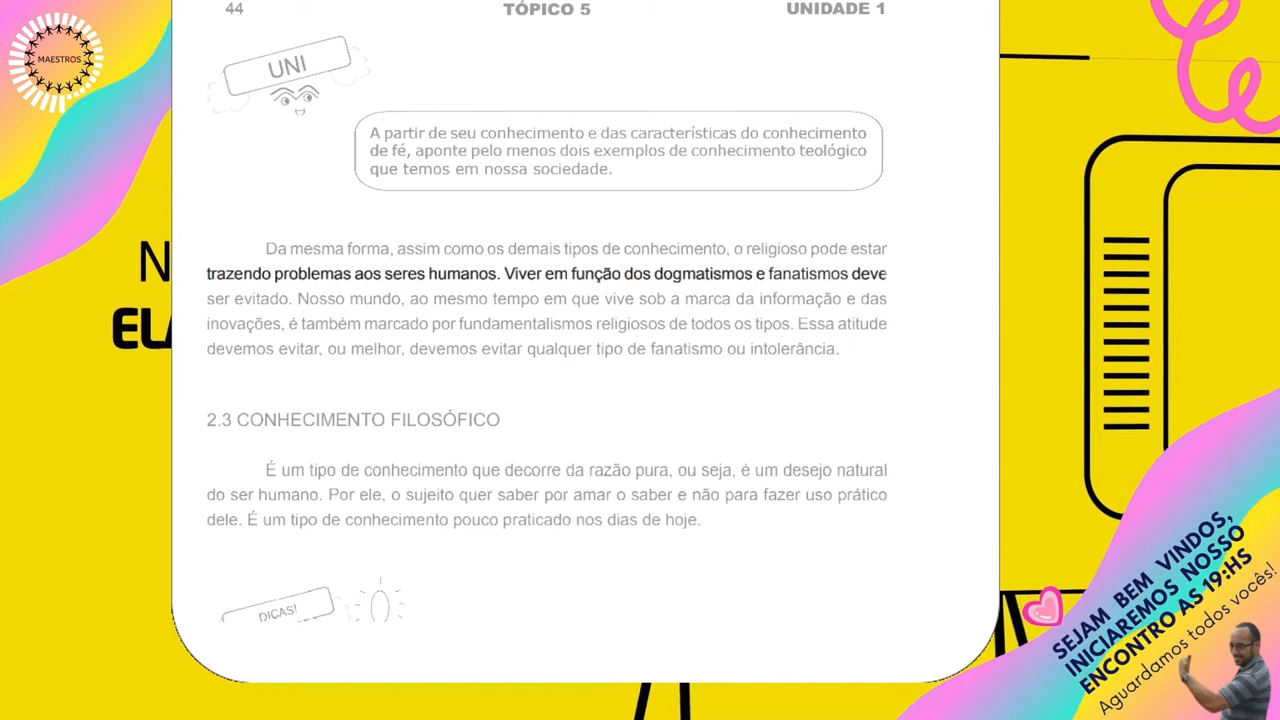 44 TÓPICO 5 UNIDADE 1
MAESTROS
UNI
A partir de seu conhecimento e das características do conhecimento
de fé, aponte pelo menos dois exemplos de conhecimento teológico
que temos em nossa sociedade.
Da mesma forma, assim como os demais tipos de conhecimento, o religioso pode estar
trazendo problemas aos seres humanos. Viver em função dos dogmatismos e fanatismos deve
ser evitado. Nosso mundo, ao mesmo tempo em que vive sob a marca da informação e das
inovações, é também marcado por fundamentalismos religiosos de todos os tipos. Essa atitude
devemos evitar, ou melhor, devemos evitar qualquer tipo de fanatismo ou intolerância.
2.3 CONHECIMENTO FILOSÓFICO
É um tipo de conhecimento que decorre da razão pura, ou seja, é um desejo natural
do ser humano. Por ele, o sujeito quer saber por amar o saber e não para fazer uso prático
dele. É um tipo de conhecimento pouco praticado nos dias de hoje.
DICAS!
SEJAM BEM VINDOS,
INICIAREMOS NOSSO
ENCONTRO AS 19:HS
Aguardamos todos vocês!